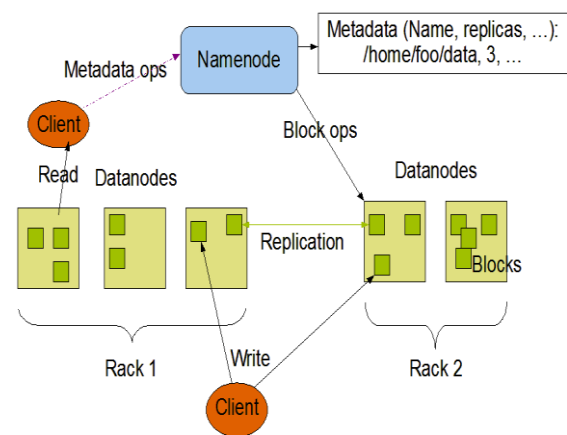 Metadata (Name, replicas, …):
/home/foo/data, 3, …
Namenode
Metadata ops
Client
Block ops
Read
Datanodes
Datanodes
Replication
Blocks
Rack 1
Write
Rack 2
Client